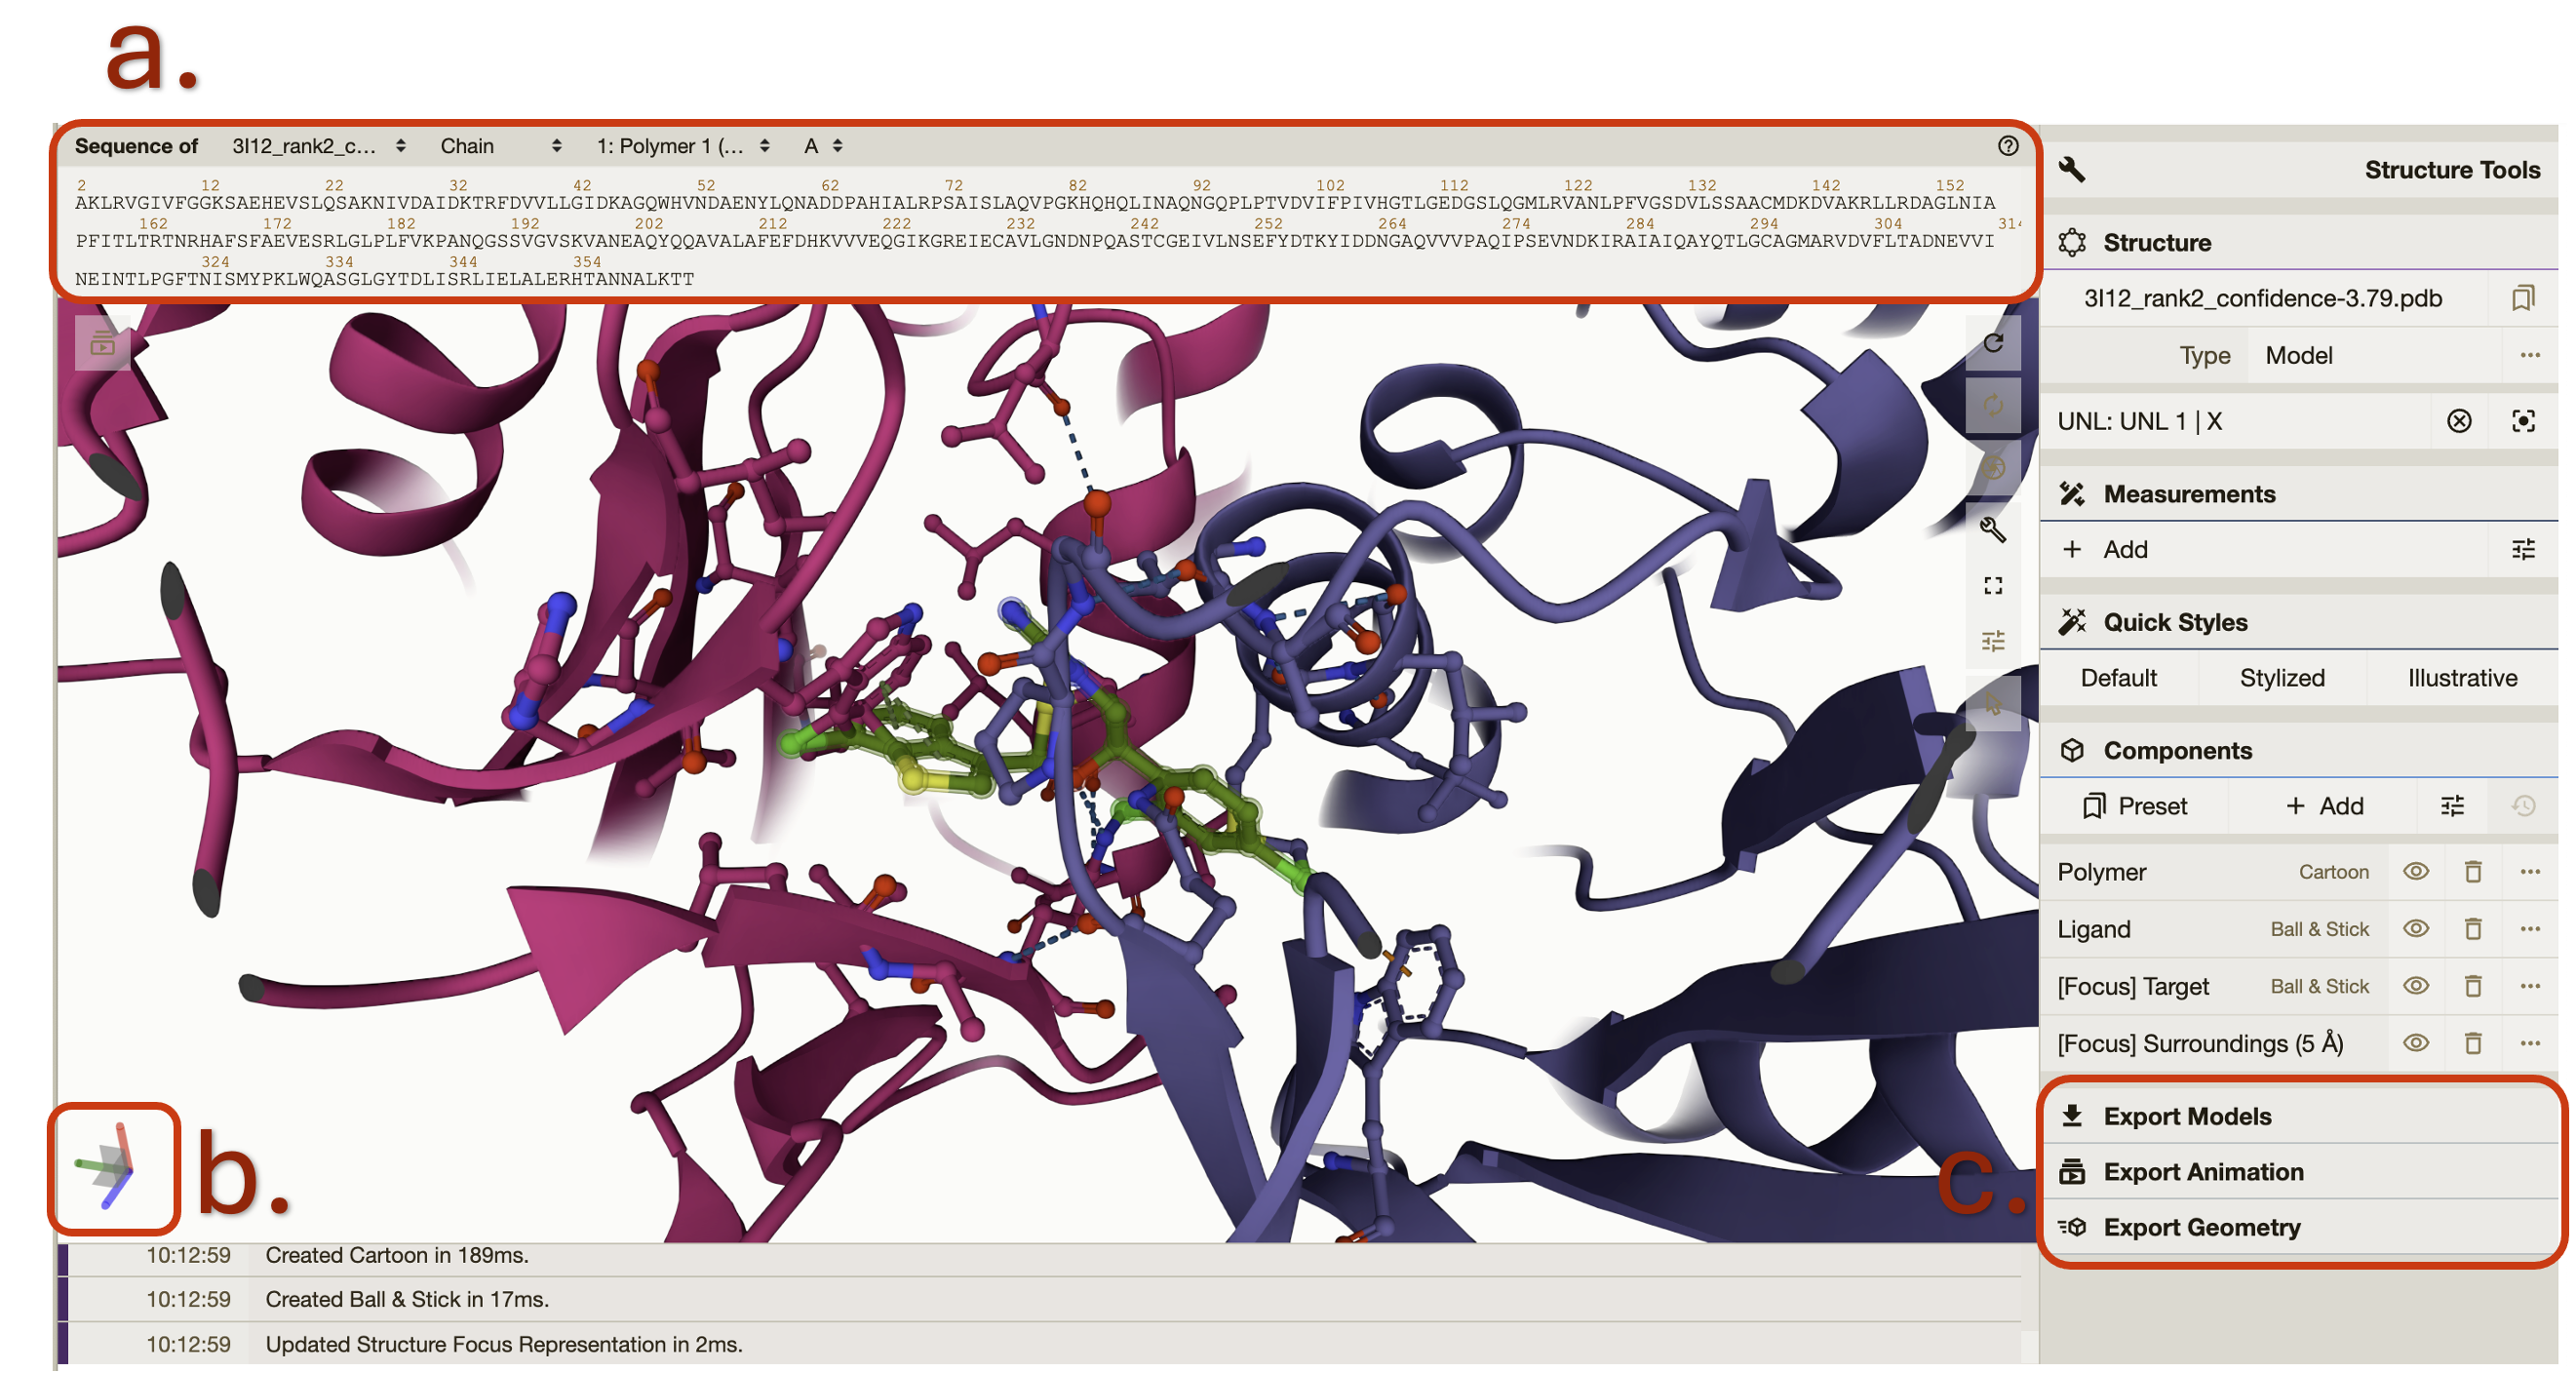 a.
Sequence of 3I12_rank2_c... Chain 1: Polymer 1 (... A
2 12 22 32 42 52 62 72 82 92 102 112 122 132 142 152
AKLRVGIVFGGKSAEHEVSLQSAKNIVDAIDKTRFDVVLLGIDKAGQWHVNDAENYLQNADDPAHIALRPSAISLAQVPGKHQHQLINAQNGQPLPTVDVIFPIVHGTLGEDGSLQGMLRVANLPFVGSDVLSSAACMDKDVAKRLLRDAGLNIA
162 172 182 192 202 212 222 232 242 252 264 274 284 294 304 314
PFITLTRTNRHAFSFAEVESRLGLPLFVKPANQGSSVGVSKVANEAQYQQAVALAFEFDHKVVVEQGIKGREIECAVLGNDNPQASTCGEIVLNSEFYDTKYIDDNGAQVVVPAQIPSEVNDKIRAIAIQAYQTLGCAGMARVDVFLTADNEVVI
324 334 344 354
NEINTLPGFTNISMYPKLWQASGLGYTDLISRLIELALERHTANNALKTT
Structure Tools
Structure
3I12_rank2_confidence-3.79.pdb
Type Model
UNL: UNL 1 | X
Measurements
+ Add
Quick Styles
Default Stylized Illustrative
Components
Preset + Add
Polymer Cartoon
Ligand Ball & Stick
[Focus] Target Ball & Stick
[Focus] Surroundings (5 Å)
Export Models
Export Animation
Export Geometry
b.
c.
10:12:59 Created Cartoon in 189ms.
10:12:59 Created Ball & Stick in 17ms.
10:12:59 Updated Structure Focus Representation in 2ms.